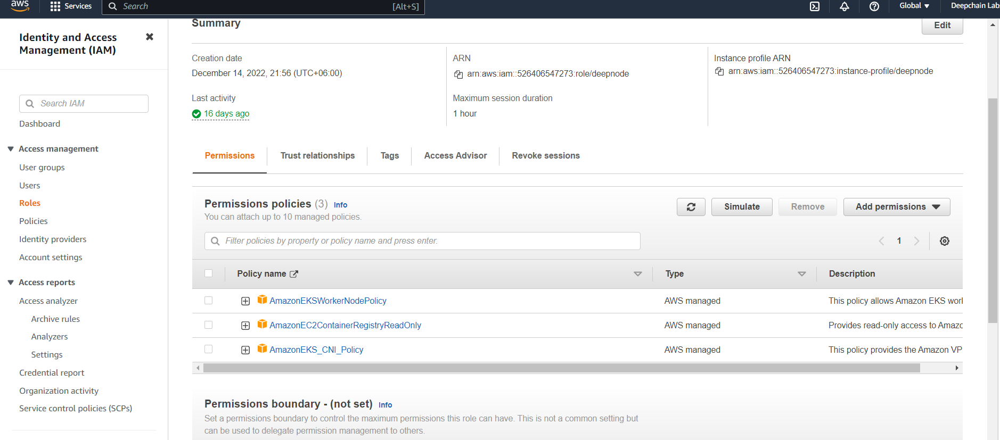 aws
Services
Search
[Alt+S]
Global
Deepchain Lab
Identity and Access
Management (IAM)
Search IAM
Dashboard
Access management
User groups
Users
Roles
Policies
Identity providers
Account settings
Access reports
Access analyzer
Archive rules
Analyzers
Settings
Credential report
Organization activity
Service control policies (SCPs)
Summary
Edit
Creation date
December 14, 2022, 21:56 (UTC+06:00)
ARN
arn:aws:iam::526406547273:role/deepnode
Instance profile ARN
arn:aws:iam::526406547273:instance-profile/deepnode
Last activity
16 days ago
Maximum session duration
1 hour
Permissions
Trust relationships
Tags
Access Advisor
Revoke sessions
Permissions policies (3) Info
You can attach up to 10 managed policies.
Simulate
Remove
Add permissions
Filter policies by property or policy name and press enter.
1
Policy name
Type
Description
AmazonEKSWorkerNodePolicy
AWS managed
This policy allows Amazon EKS wor
AmazonEC2ContainerRegistryReadOnly
AWS managed
Provides read-only access to Amazo
AmazonEKS_CNI_Policy
AWS managed
This policy provides the Amazon VP
Permissions boundary - (not set) Info
Set a permissions boundary to control the maximum permissions this role can have. This is not a common setting but
can be used to delegate permission management to others.